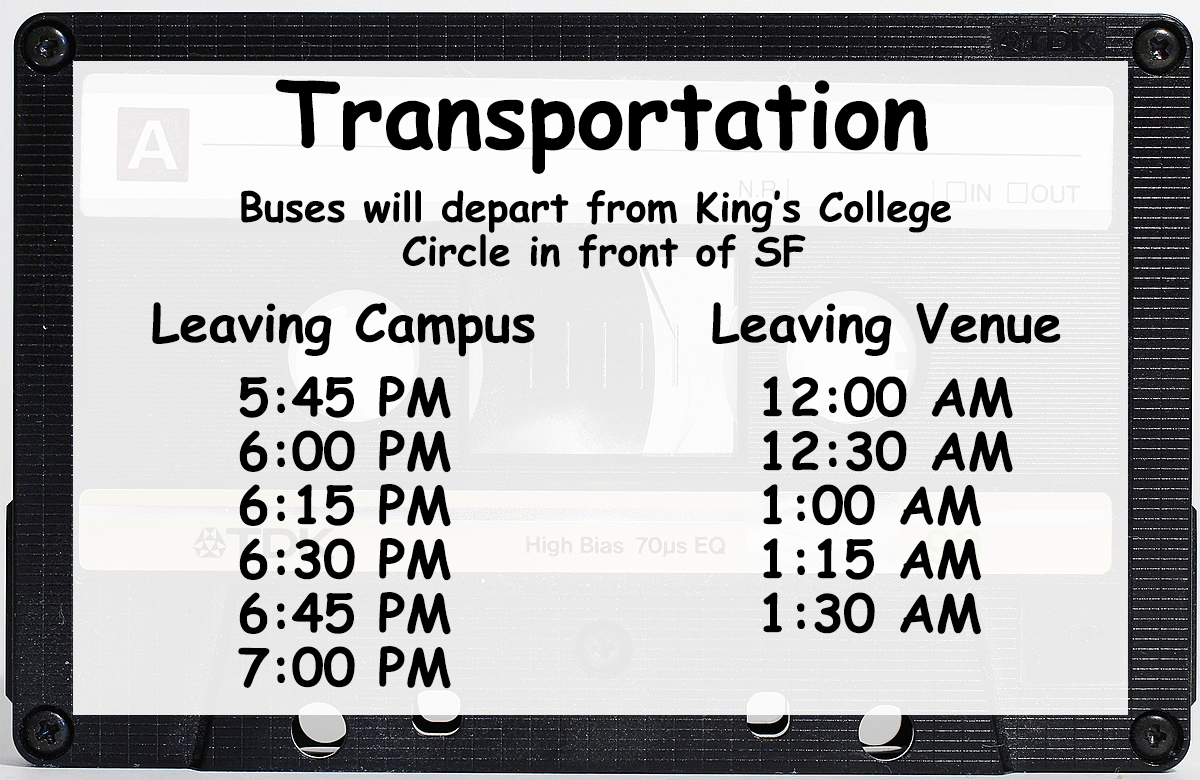 TDK
Transportation
A
IN OUT
Buses will depart from King's College
Circle in front of SF
Leaving Campus
5:45 PM
6:00 PM
6:15 PM
6:30 PM
6:45 PM
7:00 PM
Leaving Venue
12:00 AM
12:30 AM
1:00 AM
1:15 AM
1:30 AM
TDK
High Bias 70µs EQ